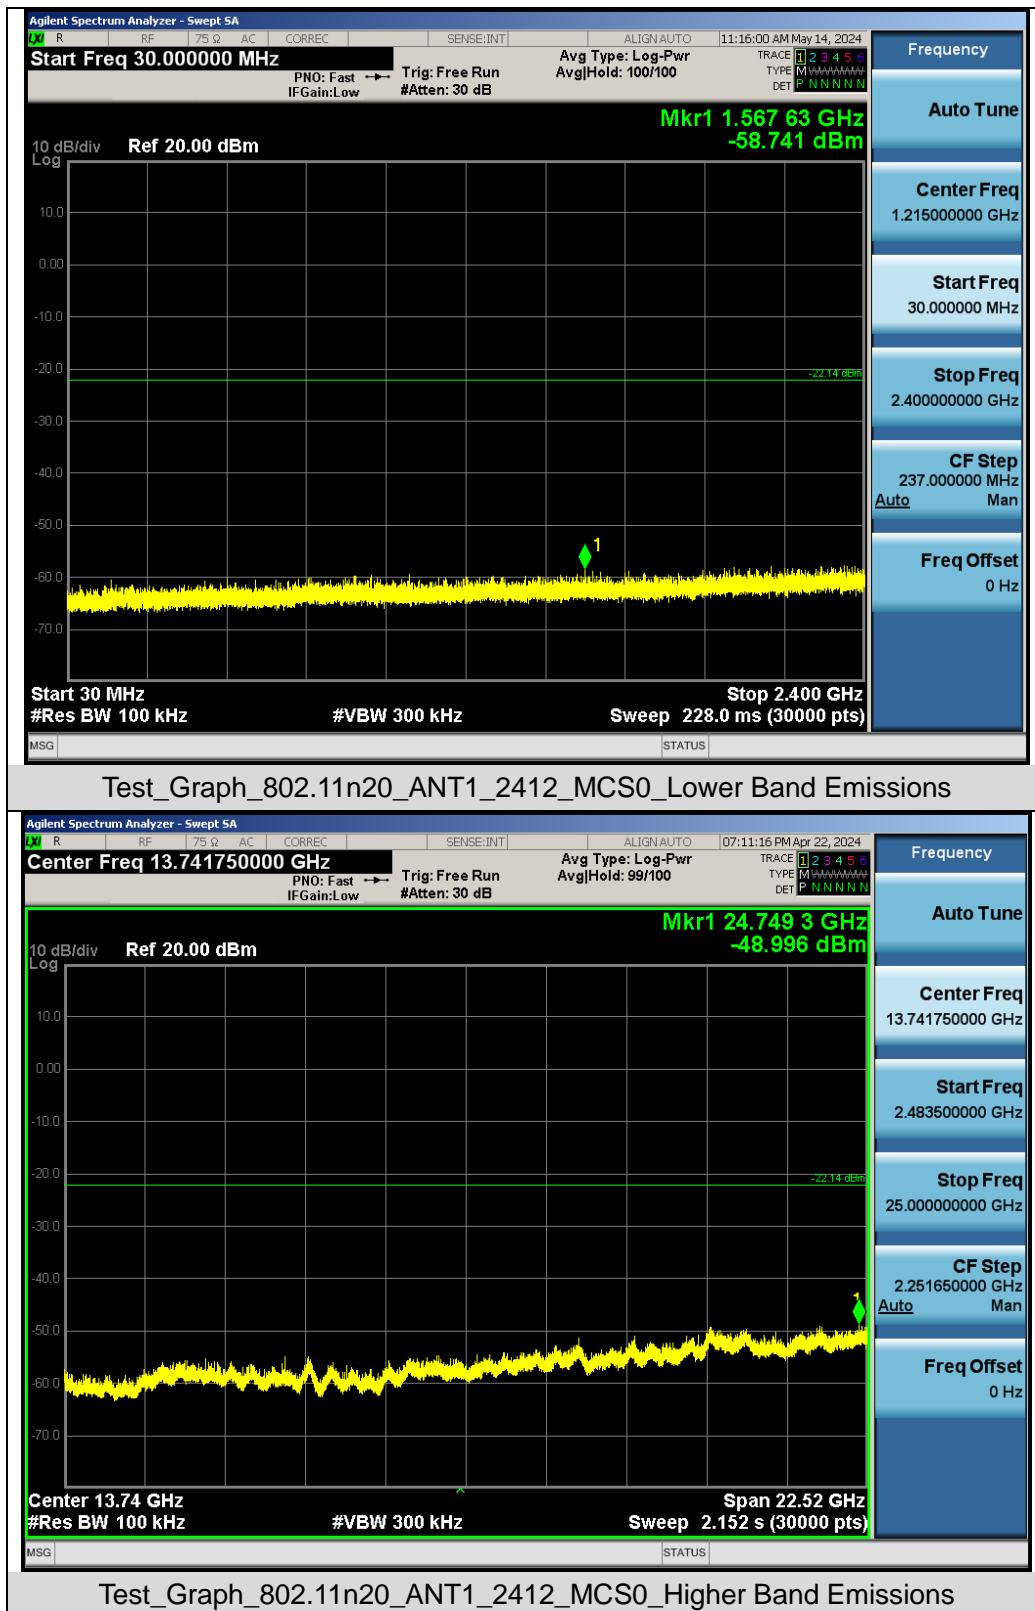 Agilent Spectrum Analyzer - Swept SA
LXI R RF 75 Ω AC CORREC SENSE:INT ALIGN AUTO 11:16:00 AM May 14, 2024
Start Freq 30.000000 MHz
PNO: Fast
IFGain:Low
Trig: Free Run
#Atten: 30 dB
Avg Type: Log-Pwr
Avg|Hold: 100/100
TRACE 1 2 3 4 5 6
TYPE M
DET P N N N N N
Mkr1 1.567 63 GHz
-58.741 dBm
10 dB/div Ref 20.00 dBm
Log
10.0
0.00
-10.0
-20.0
-22.14 dBm
-30.0
-40.0
-50.0
1
-60.0
-70.0
Start 30 MHz Stop 2.400 GHz
#Res BW 100 kHz #VBW 300 kHz Sweep 228.0 ms (30000 pts)
MSG STATUS
Frequency
Auto Tune
Center Freq
1.215000000 GHz
Start Freq
30.000000 MHz
Stop Freq
2.400000000 GHz
CF Step
237.000000 MHz
Auto Man
Freq Offset
0 Hz
Test_Graph_802.11n20_ANT1_2412_MCS0_Lower Band Emissions
Agilent Spectrum Analyzer - Swept SA
LXI R RF 75 Ω AC CORREC SENSE:INT ALIGN AUTO 07:11:16 PM Apr 22, 2024
Center Freq 13.741750000 GHz
PNO: Fast
IFGain:Low
Trig: Free Run
#Atten: 30 dB
Avg Type: Log-Pwr
Avg|Hold: 99/100
TRACE 1 2 3 4 5 6
TYPE M
DET P N N N N N
Mkr1 24.749 3 GHz
-48.996 dBm
10 dB/div Ref 20.00 dBm
Log
10.0
0.00
-10.0
-20.0
-22.14 dBm
-30.0
-40.0
1
-50.0
-60.0
-70.0
Center 13.74 GHz Span 22.52 GHz
#Res BW 100 kHz #VBW 300 kHz Sweep 2.152 s (30000 pts)
MSG STATUS
Frequency
Auto Tune
Center Freq
13.741750000 GHz
Start Freq
2.483500000 GHz
Stop Freq
25.000000000 GHz
CF Step
2.251650000 GHz
Auto Man
Freq Offset
0 Hz
Test_Graph_802.11n20_ANT1_2412_MCS0_Higher Band Emissions